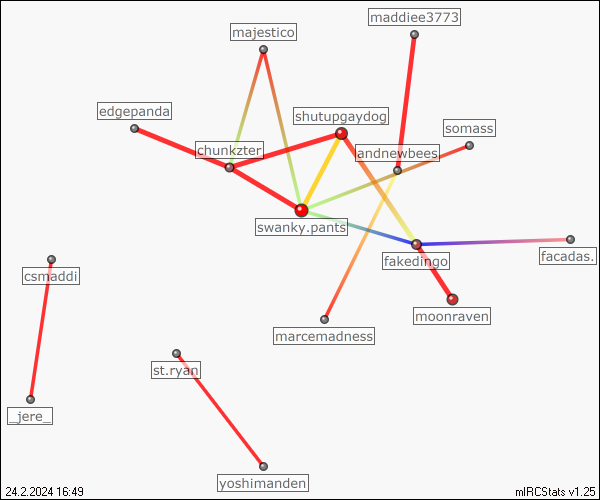 maddiee3773
majestico
edgepanda
shutupgaydog
somass
chunkzter
andnewbees
swanky.pants
facadas.
fakedingo
csmaddi
moonraven
marcemadness
st.ryan
_jere_
yoshimanden
24.2.2024 16:49
mIRCStats v1.25